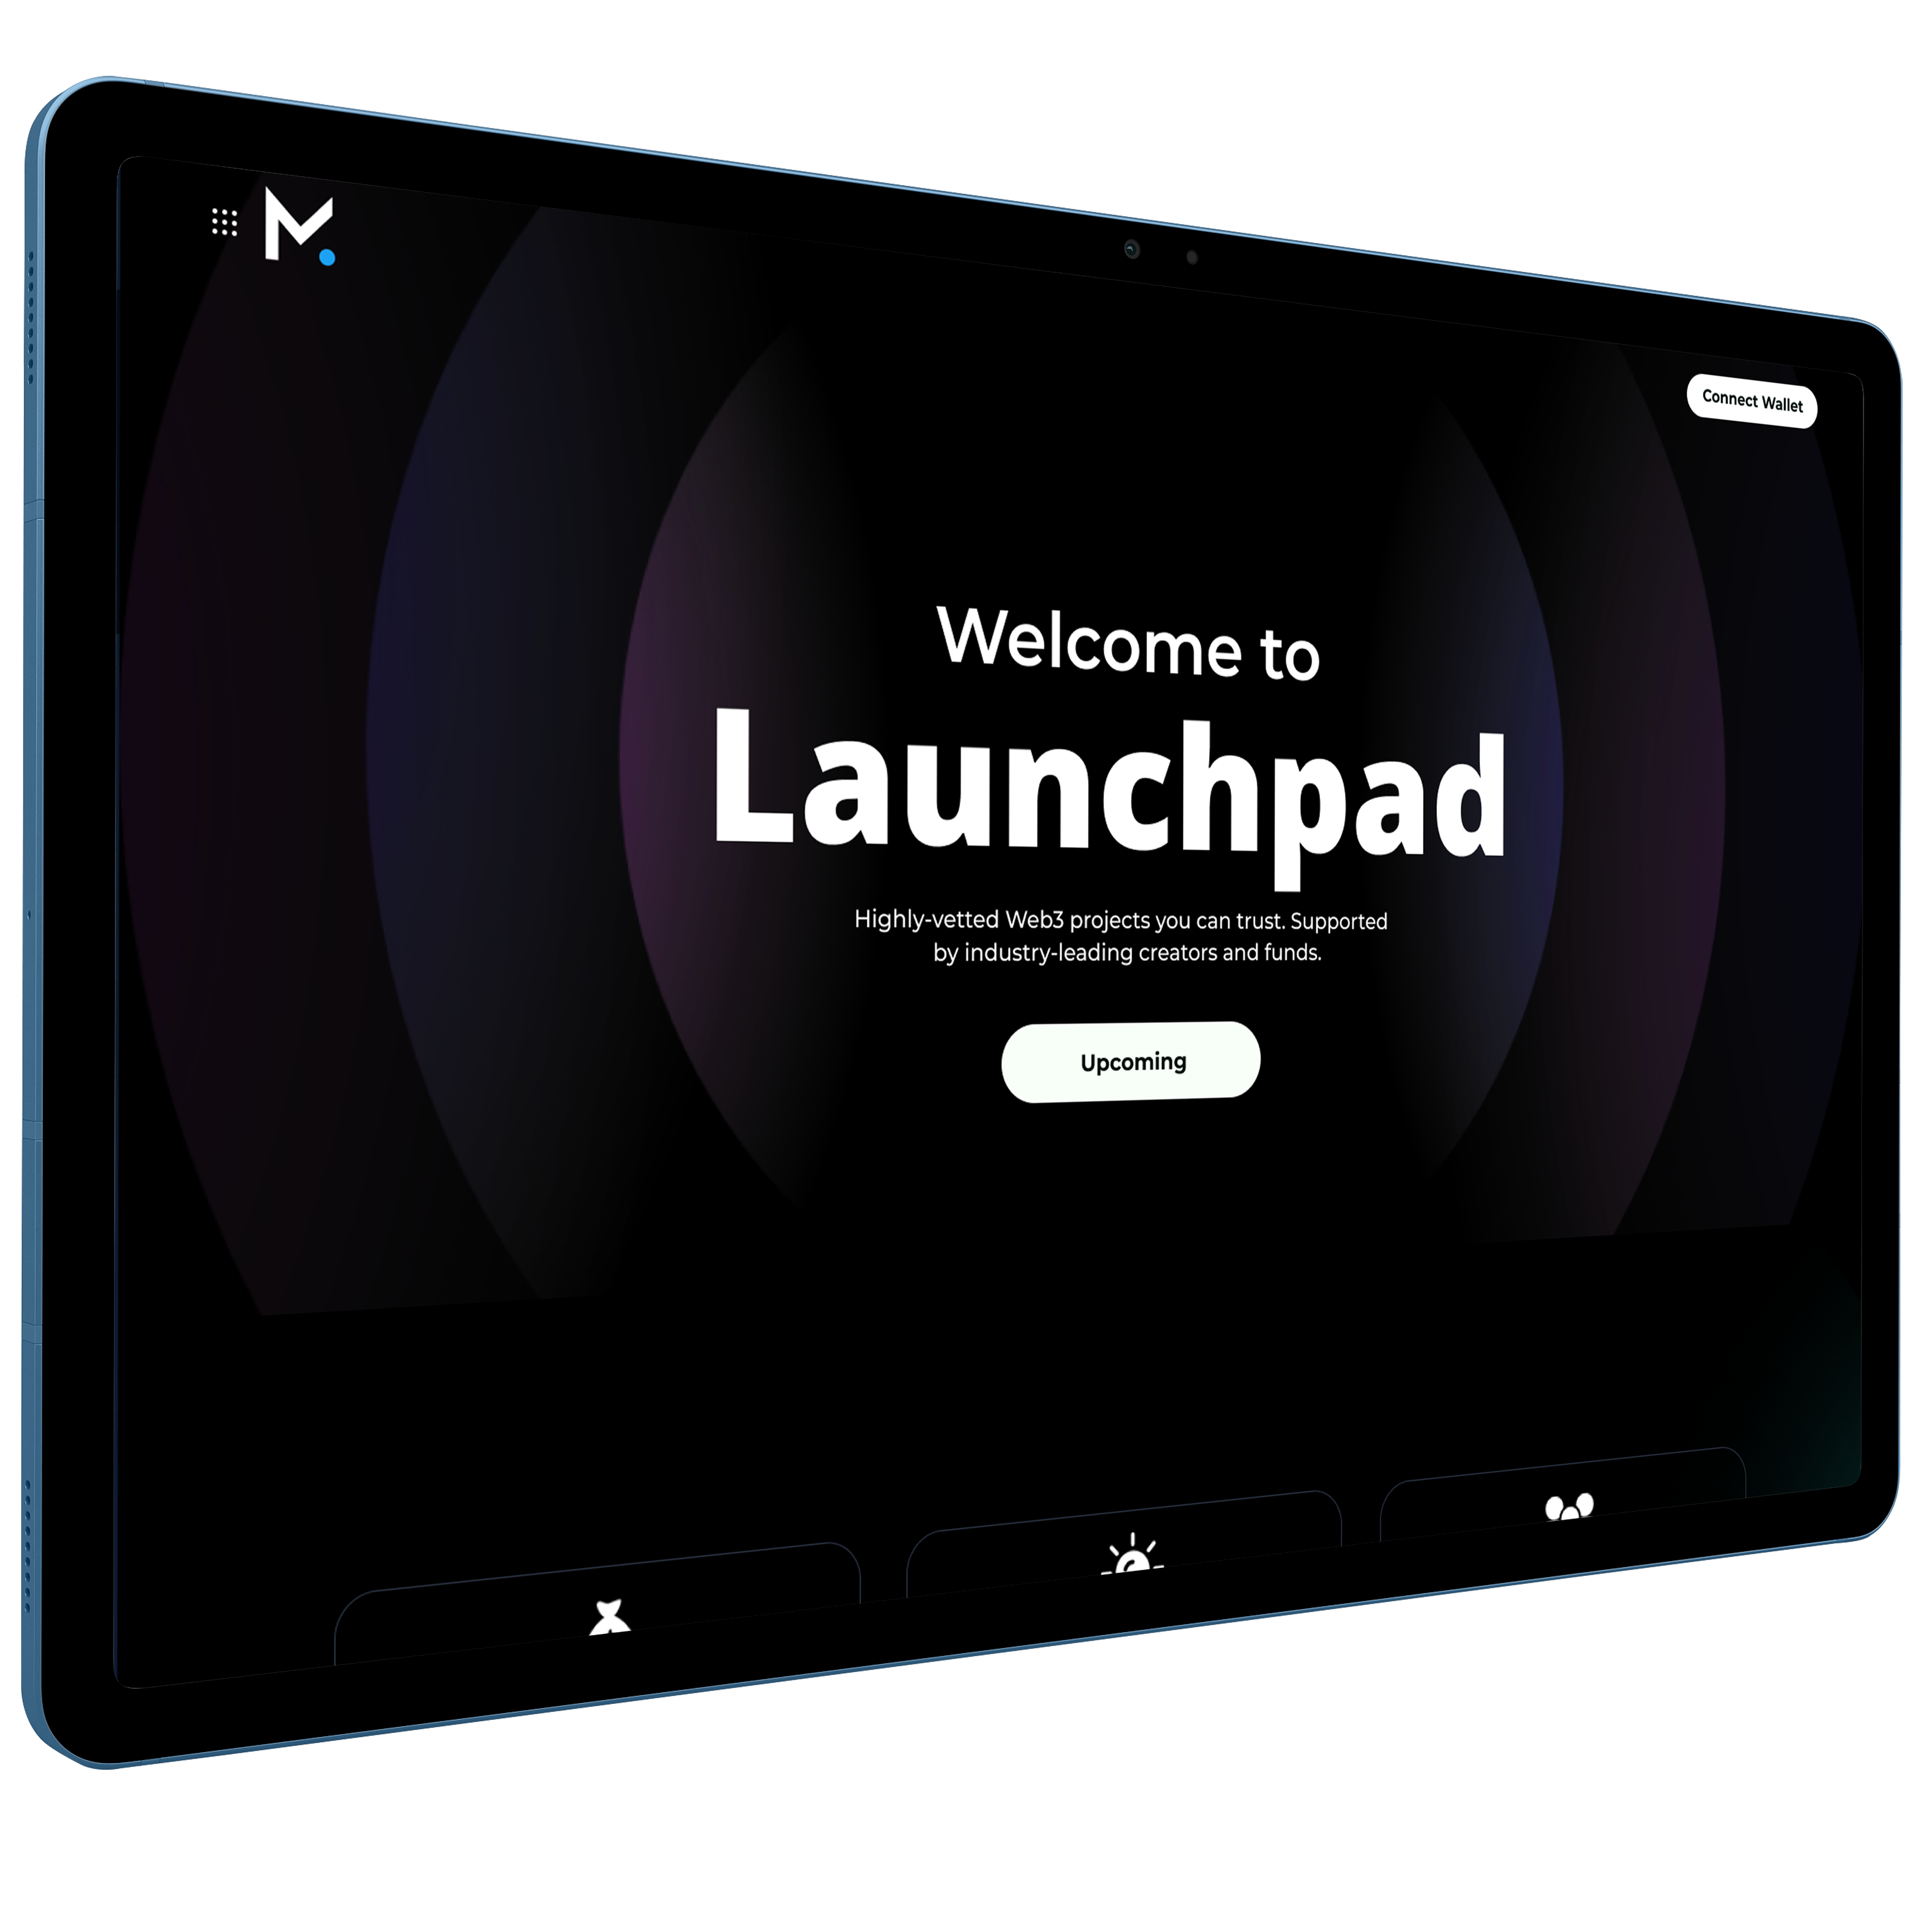 M.
Connect Wallet
Welcome to
Launchpad
Highly-vetted Web3 projects you can trust. Supported
by industry-leading creators and funds.
Upcoming